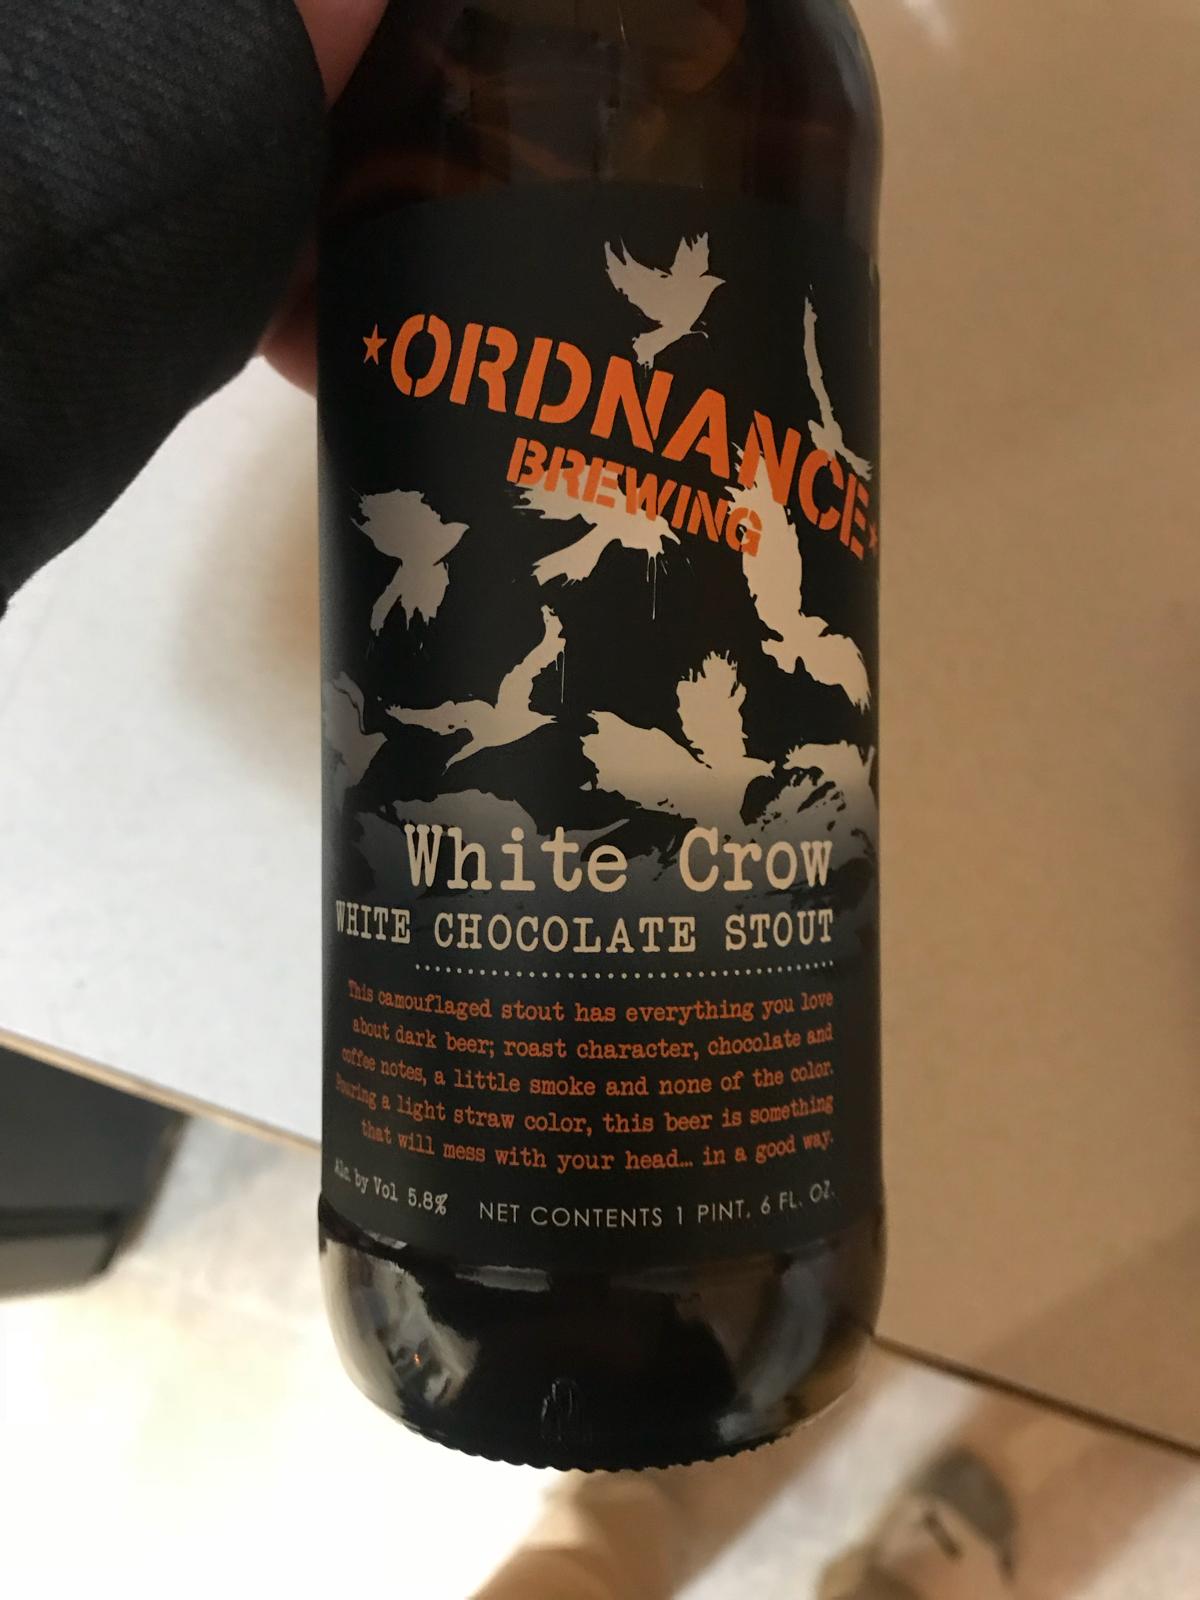 ORDNANCE
BREWING
White Crow
WHITE CHOCOLATE STOUT
This camouflaged stout has everything you love
about dark beer; roast character, chocolate and
coffee notes, a little smoke and none of the color.
Pouring a light straw color, this beer is something
that will mess with your head... in a good way.
Alc. by Vol 5.8%
NET CONTENTS 1 PINT, 6 FL. OZ.